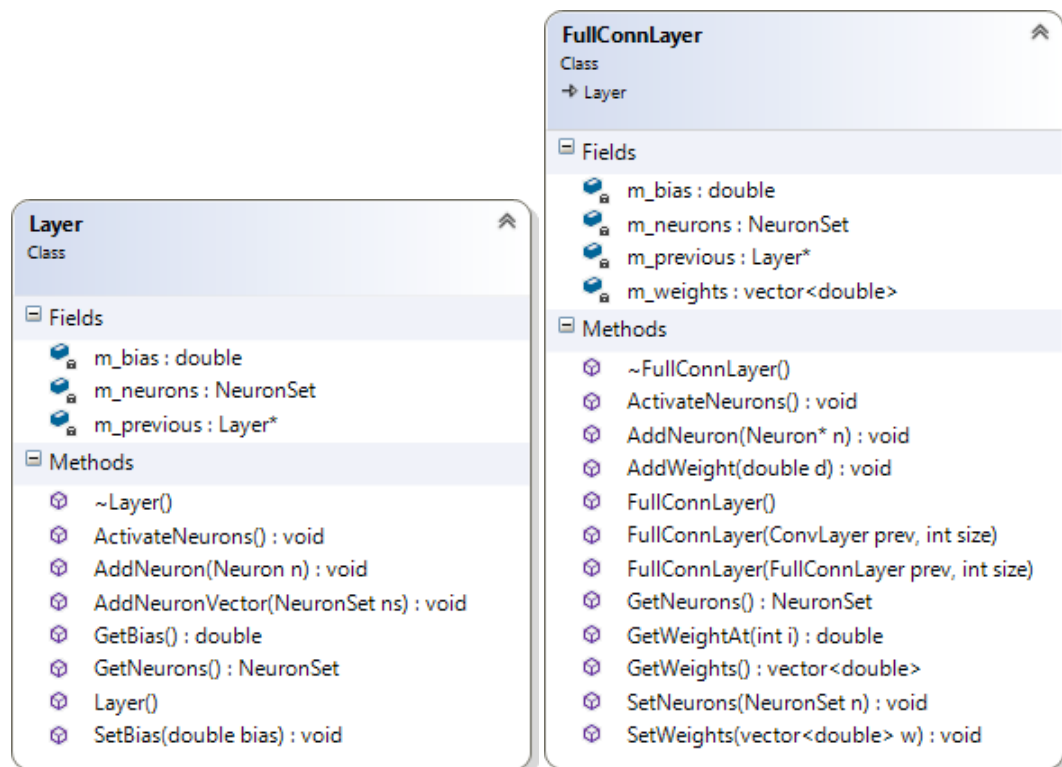 Layer
Class
Fields
m_bias : double
m_neurons : NeuronSet
m_previous : Layer*
Methods
~Layer()
ActivateNeurons() : void
AddNeuron(Neuron n) : void
AddNeuronVector(NeuronSet ns) : void
GetBias() : double
GetNeurons() : NeuronSet
Layer()
SetBias(double bias) : void
FullConnLayer
Class
Layer
Fields
m_bias : double
m_neurons : NeuronSet
m_previous : Layer*
m_weights : vector<double>
Methods
~FullConnLayer()
ActivateNeurons() : void
AddNeuron(Neuron* n) : void
AddWeight(double d) : void
FullConnLayer()
FullConnLayer(ConvLayer prev, int size)
FullConnLayer(FullConnLayer prev, int size)
GetNeurons() : NeuronSet
GetWeightAt(int i) : double
GetWeights() : vector<double>
SetNeurons(NeuronSet n) : void
SetWeights(vector<double> w) : void